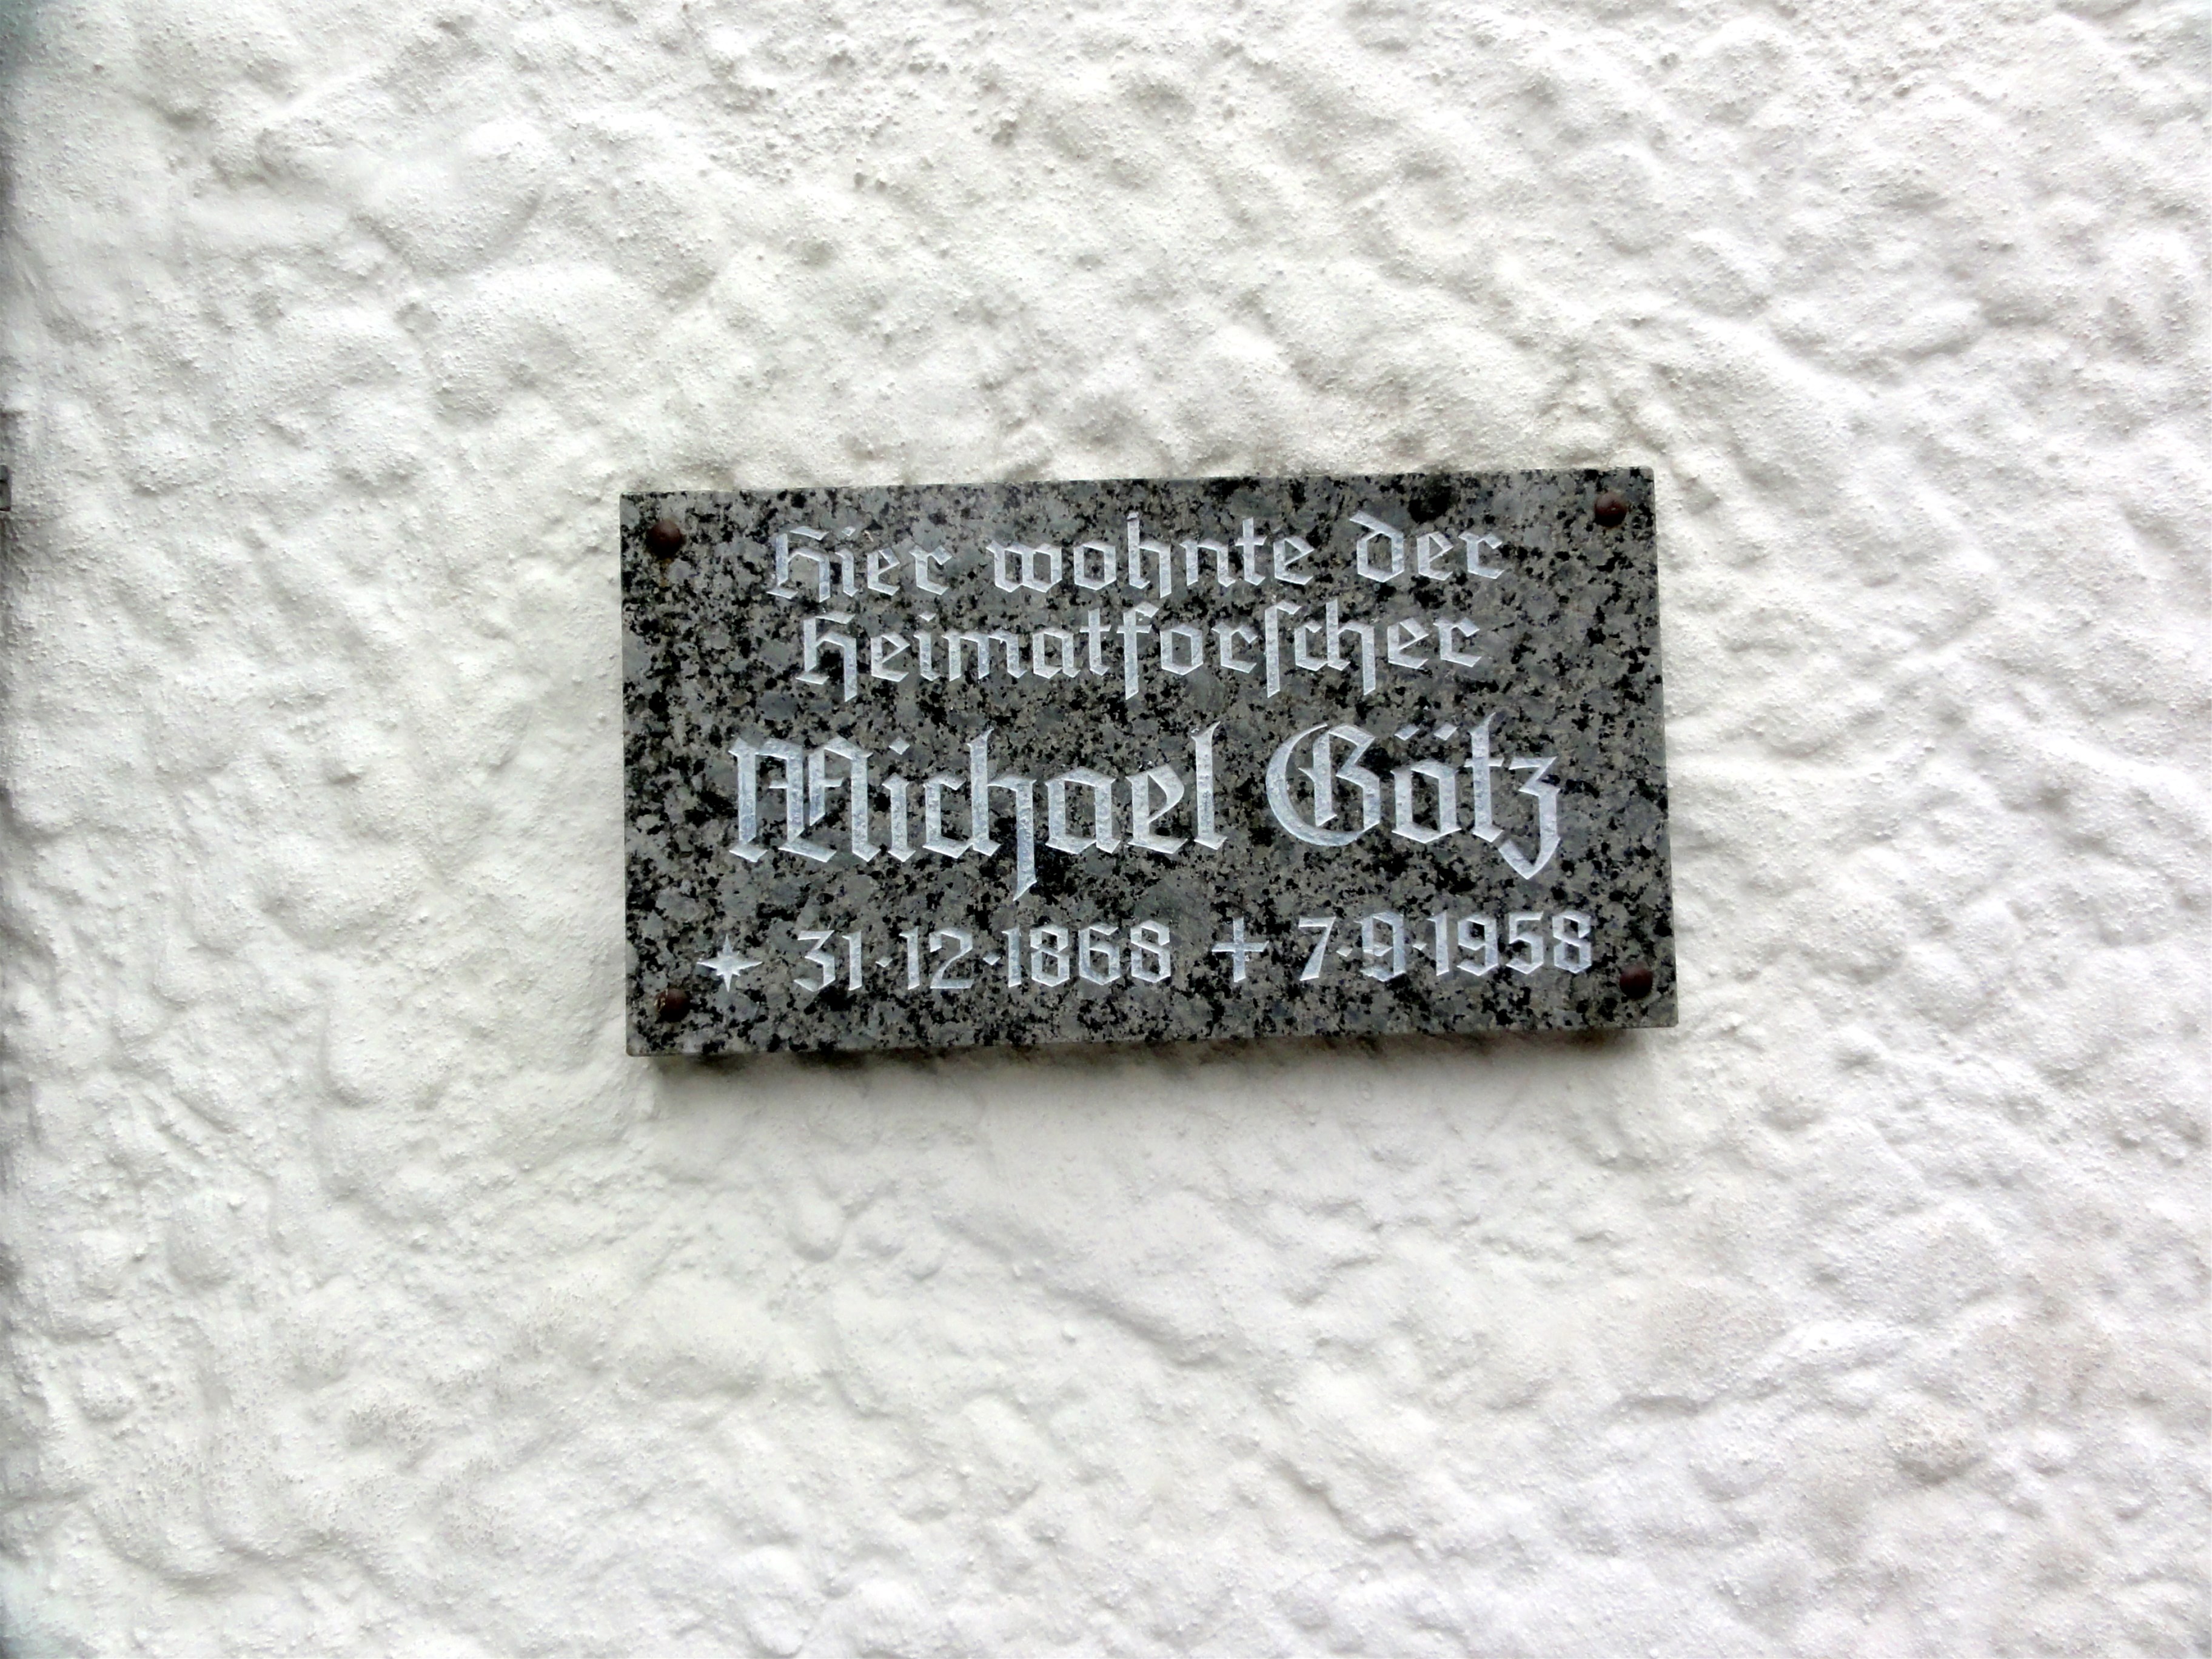 Hier wohnte der
Heimatforſcher
Michael Götz
✶ 31·12·1868 ✝ 7·9·1958